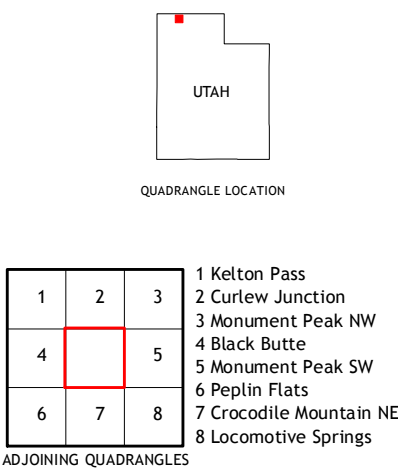 UTAH
QUADRANGLE LOCATION
1 2 3
4 5
6 7 8
1 Kelton Pass
2 Curlew Junction
3 Monument Peak NW
4 Black Butte
5 Monument Peak SW
6 Peplin Flats
7 Crocodile Mountain NE
8 Locomotive Springs
ADJOINING QUADRANGLES